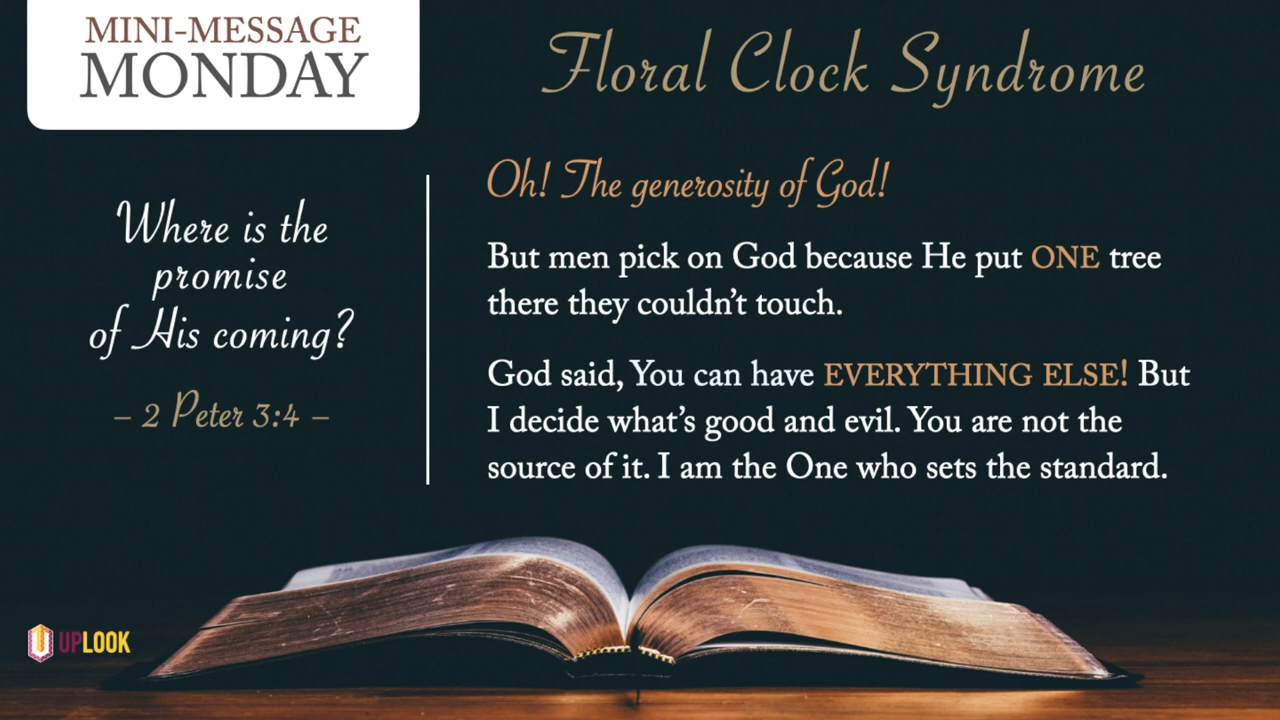 MINI-MESSAGE
MONDAY
Floral Clock Syndrome
Where is the
promise
of His coming?
– 2 Peter 3:4 –
Oh! The generosity of God!
But men pick on God because He put ONE tree
there they couldn't touch.
God said, You can have EVERYTHING ELSE! But
I decide what's good and evil. You are not the
source of it. I am the One who sets the standard.
UPLOOK